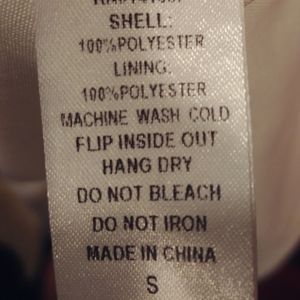 SHELL:
100%POLYESTER
LINING:
100%POLYESTER
MACHINE WASH COLD
FLIP INSIDE OUT
HANG DRY
DO NOT BLEACH
DO NOT IRON
MADE IN CHINA
S